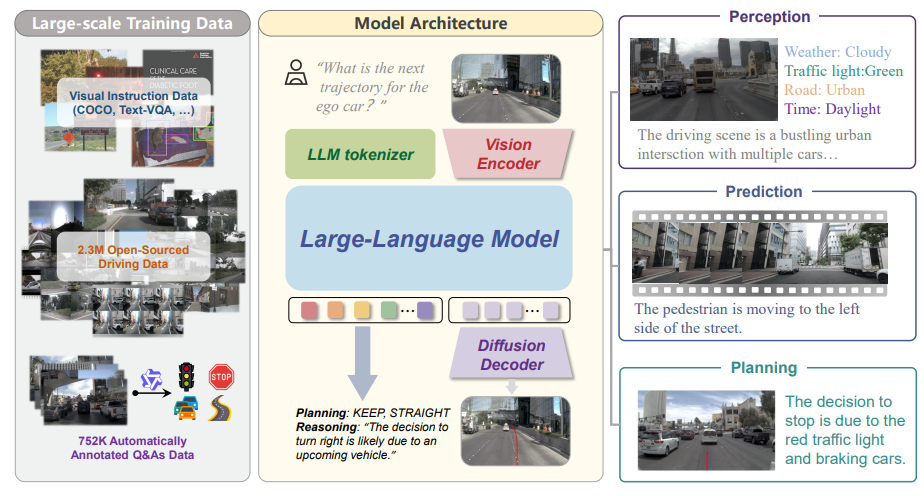 Large-scale Training Data
CLINICAL CARE
DIABETIC FOOT
Visual Instruction Data
(COCO, Text-VQA, …)
2.3M Open-Sourced
Driving Data
STOP
752K Automatically
Annotated Q&As Data
Model Architecture
“What is the next
trajectory for the
ego car? ”
LLM tokenizer
Vision
Encoder
Large-Language Model
...
...
Diffusion
Decoder
Planning: KEEP, STRAIGHT
Reasoning: “The decision to
turn right is likely due to an
upcoming vehicle.”
Perception
Weather: Cloudy
Traffic light:Green
Road: Urban
Time: Daylight
The driving scene is a bustling urban
intersction with multiple cars…
Prediction
The pedestrian is moving to the left
side of the street.
Planning
The decision to
stop is due to the
red traffic light
and braking cars.